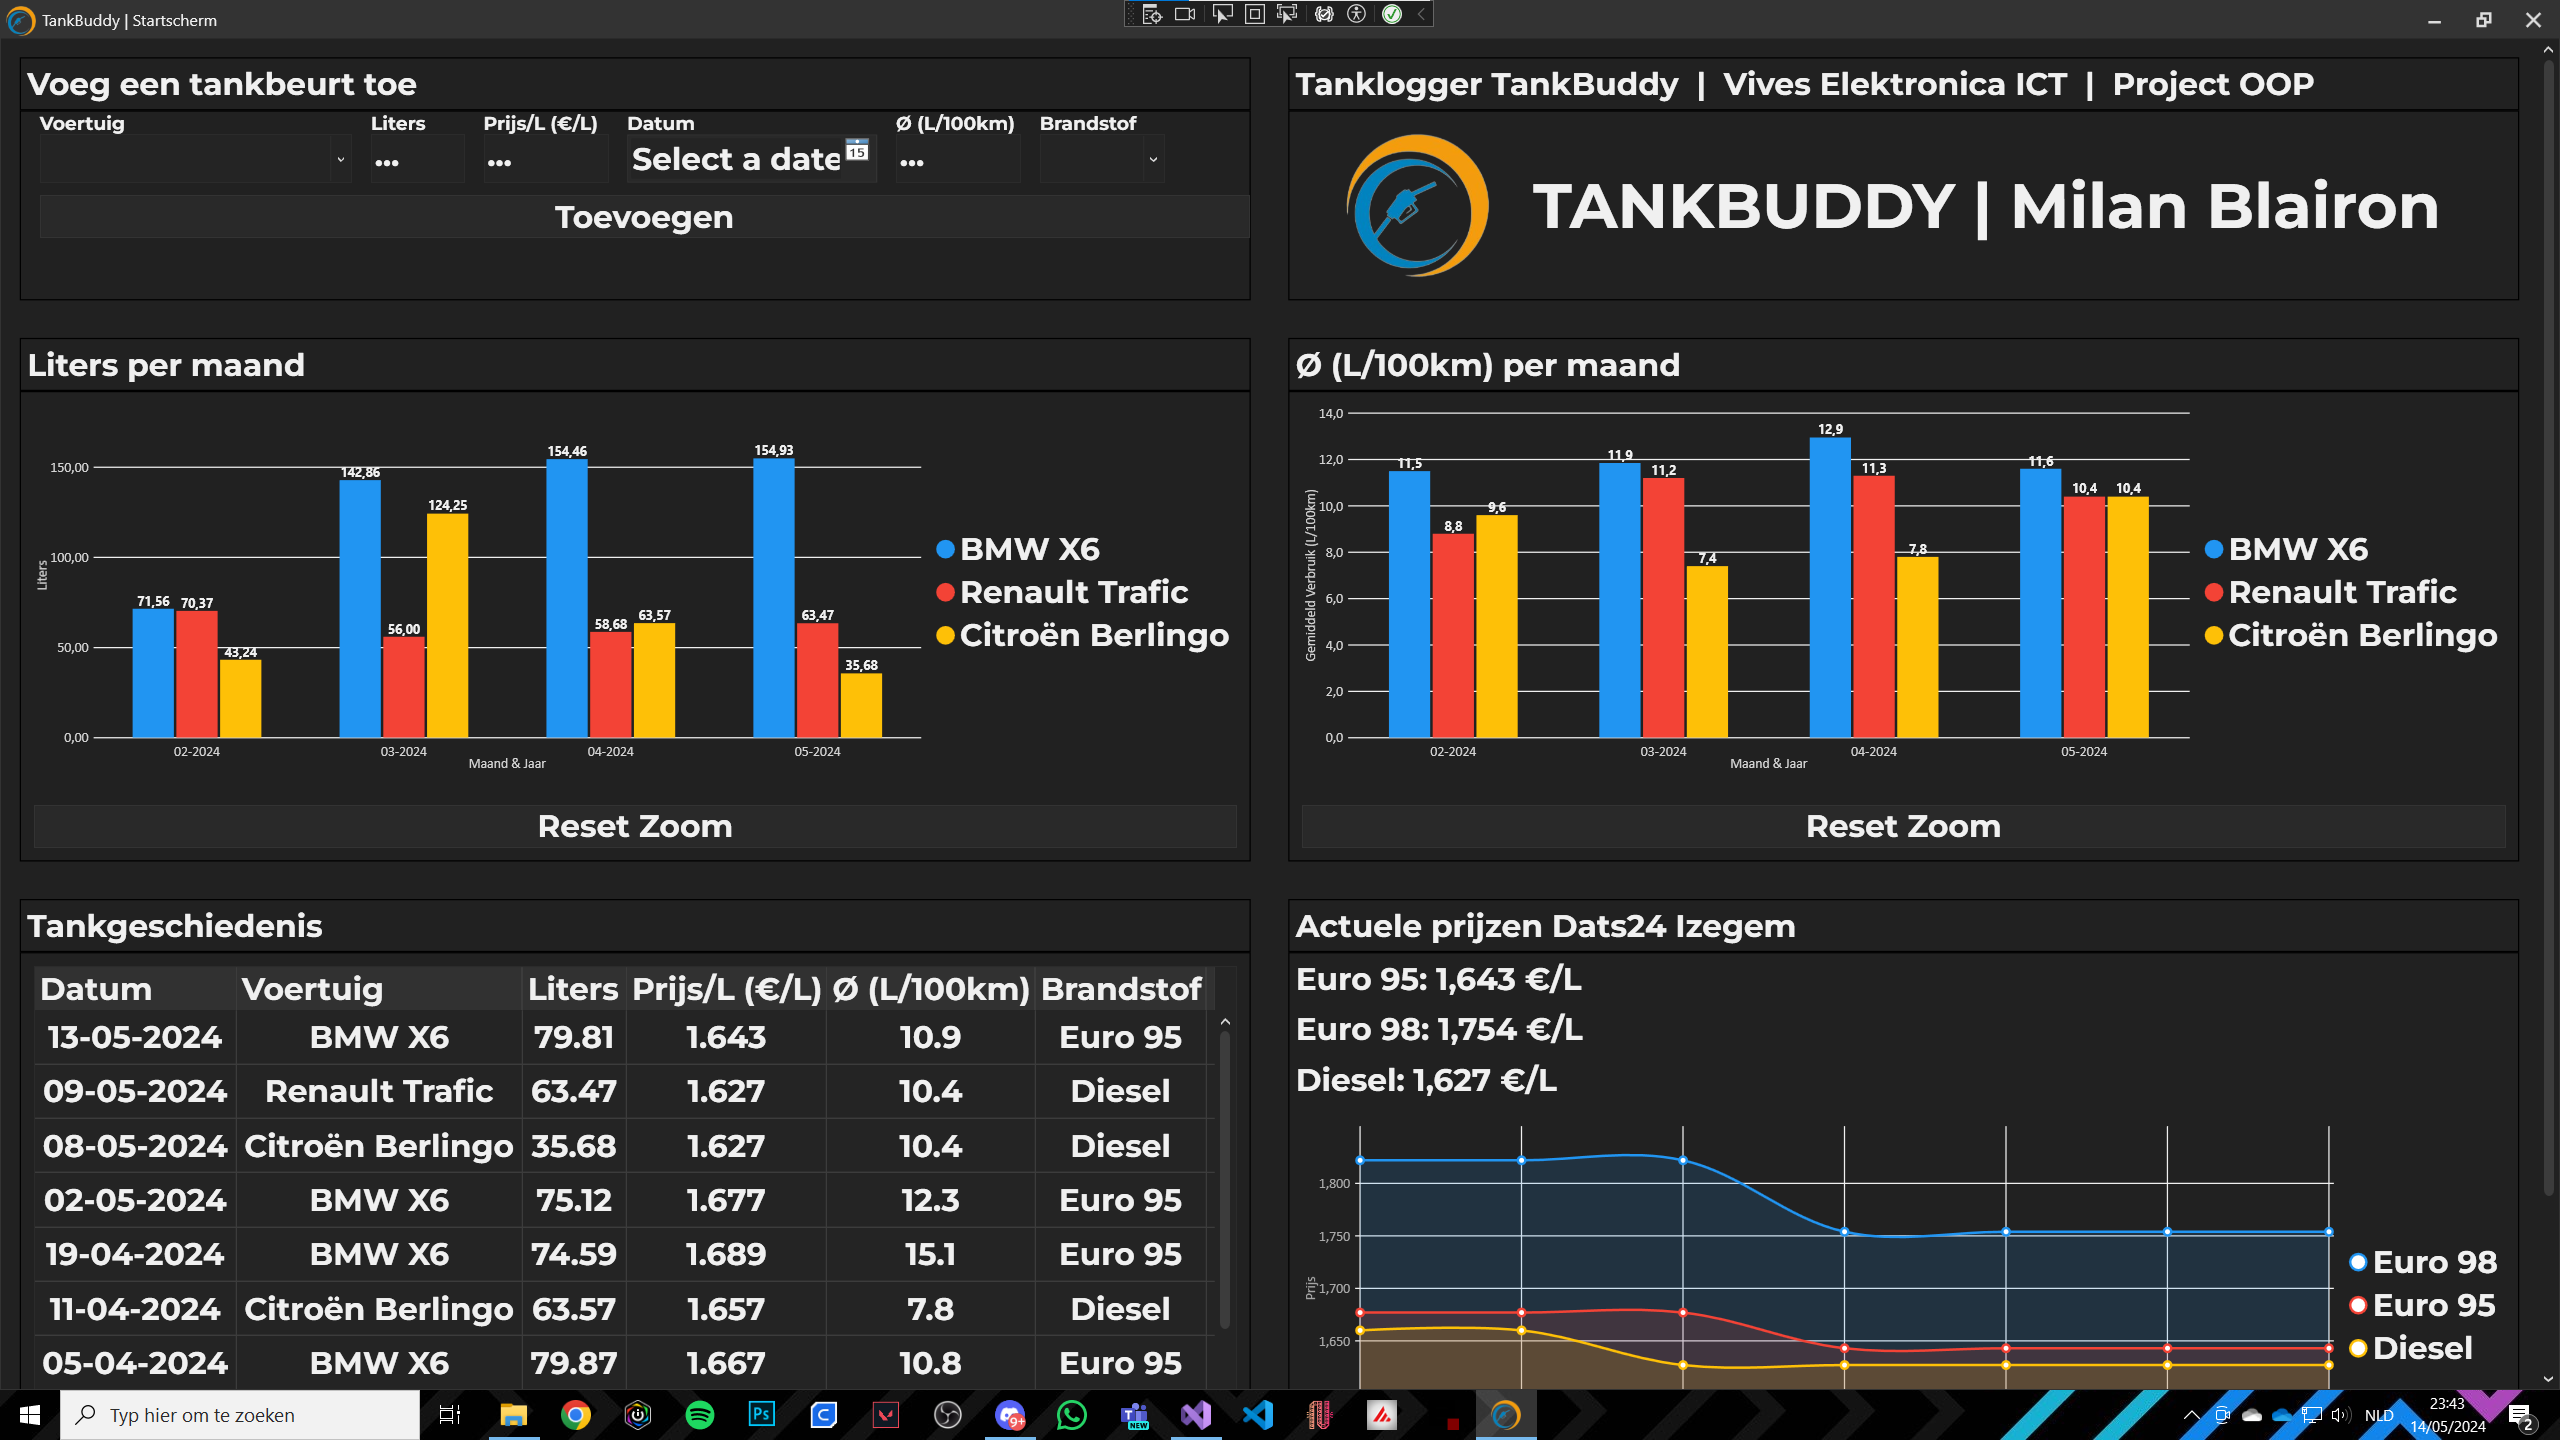 TankBuddy | Startscherm
Voeg een tankbeurt toe
Voertuig Liters Prijs/L (€/L) Datum Ø (L/100km) Brandstof
... ... Select a date 15 ...
Toevoegen
Tanklogger TankBuddy | Vives Elektronica ICT | Project OOP
TANKBUDDY | Milan Blairon
Liters per maand
150,00
100,00
50,00
0,00
Liters
71,56 70,37 43,24
142,86 56,00 124,25
154,46 58,68 63,57
154,93 63,47 35,68
02-2024 03-2024 04-2024 05-2024
Maand & Jaar
BMW X6
Renault Trafic
Citroën Berlingo
Reset Zoom
Ø (L/100km) per maand
14,0
12,0
10,0
8,0
6,0
4,0
2,0
0,0
Gemiddeld Verbruik (L/100km)
11,5 8,8 9,6
11,9 11,2 7,4
12,9 11,3 7,8
11,6 10,4 10,4
02-2024 03-2024 04-2024 05-2024
Maand & Jaar
BMW X6
Renault Trafic
Citroën Berlingo
Reset Zoom
Tankgeschiedenis
Datum Voertuig Liters Prijs/L (€/L) Ø (L/100km) Brandstof
13-05-2024 BMW X6 79.81 1.643 10.9 Euro 95
09-05-2024 Renault Trafic 63.47 1.627 10.4 Diesel
08-05-2024 Citroën Berlingo 35.68 1.627 10.4 Diesel
02-05-2024 BMW X6 75.12 1.677 12.3 Euro 95
19-04-2024 BMW X6 74.59 1.689 15.1 Euro 95
11-04-2024 Citroën Berlingo 63.57 1.657 7.8 Diesel
05-04-2024 BMW X6 79.87 1.667 10.8 Euro 95
Actuele prijzen Dats24 Izegem
Euro 95: 1,643 €/L
Euro 98: 1,754 €/L
Diesel: 1,627 €/L
1,800
1,750
1,700
1,650
Prijs
Euro 98
Euro 95
Diesel
Typ hier om te zoeken
Ps
9+
NEW
NLD
23:43
14/05/2024
2